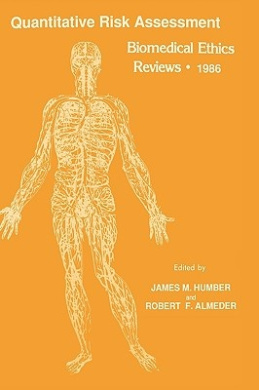 Quantitative Risk Assessment
Biomedical Ethics
Reviews • 1986
Edited by
JAMES M. HUMBER
and
ROBERT F. ALMEDER